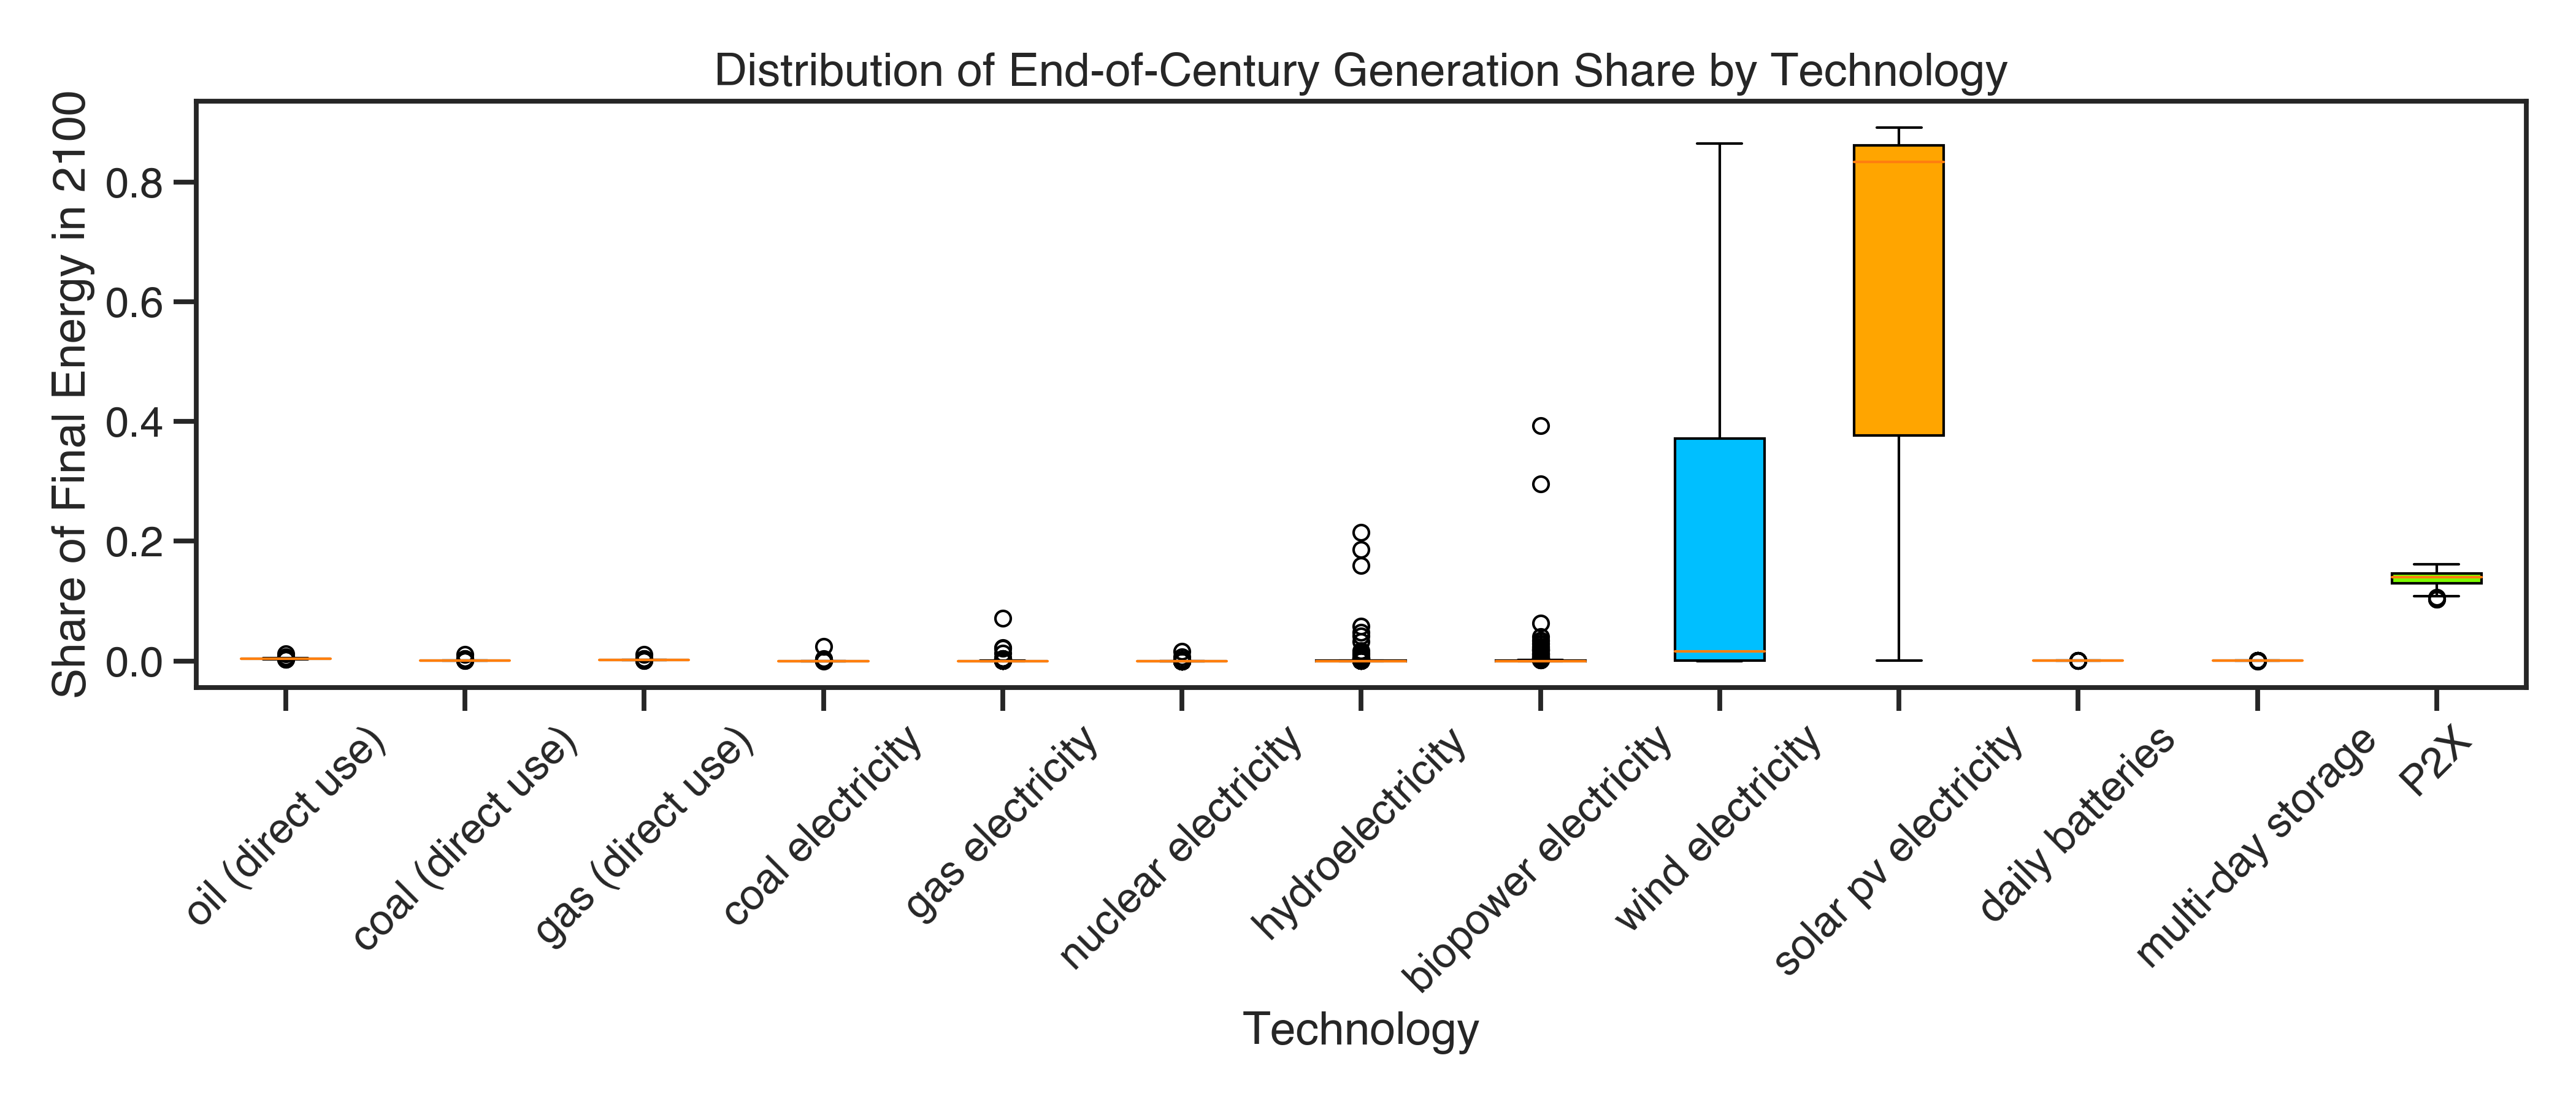 Distribution of End-of-Century Generation Share by Technology
Share of Final Energy in 2100
0.8
0.6
0.4
0.2
0.0
oil (direct use)
coal (direct use)
gas (direct use)
coal electricity
gas electricity
nuclear electricity
hydroelectricity
biopower electricity
wind electricity
solar pv electricity
daily batteries
multi-day storage
P2X
Technology